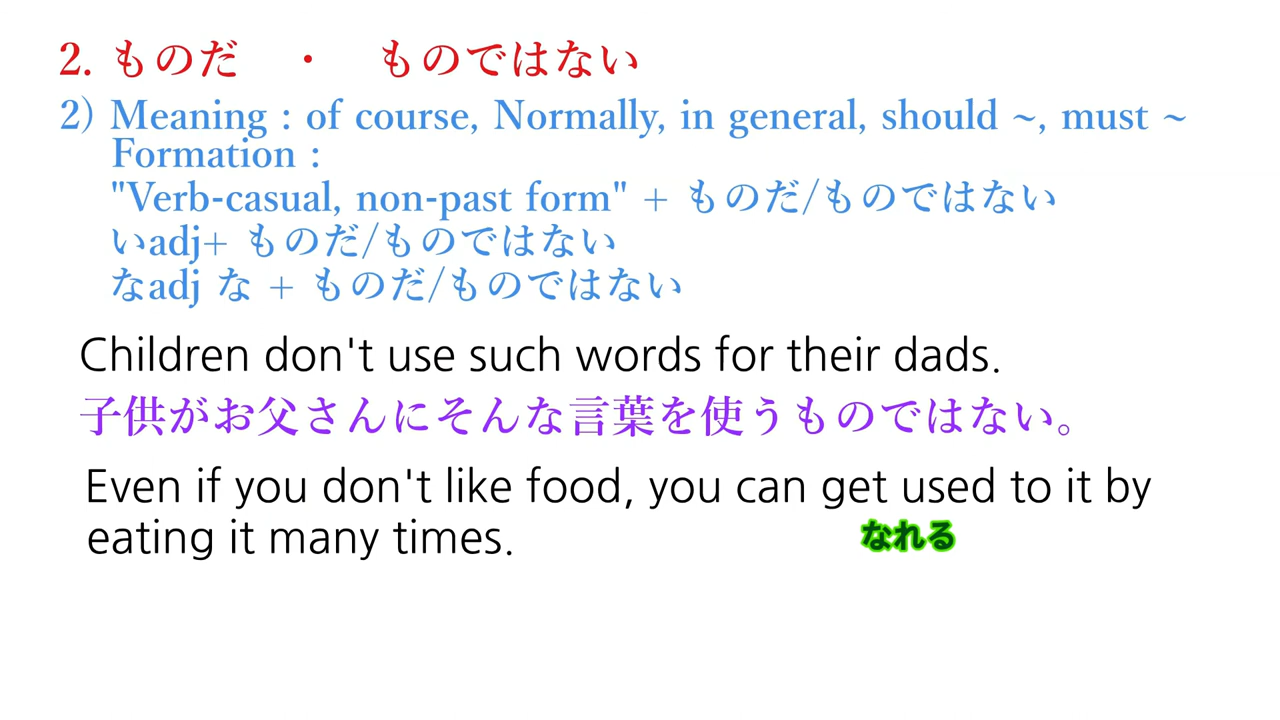 2. ものだ ・ ものではない
2) Meaning : of course, Normally, in general, should ~, must ~
Formation :
"Verb-casual, non-past form" + ものだ/ものではない
いadj+ ものだ/ものではない
なadj な + ものだ/ものではない
Children don't use such words for their dads.
子供がお父さんにそんな言葉を使うものではない。
Even if you don't like food, you can get used to it by
eating it many times.
なれる